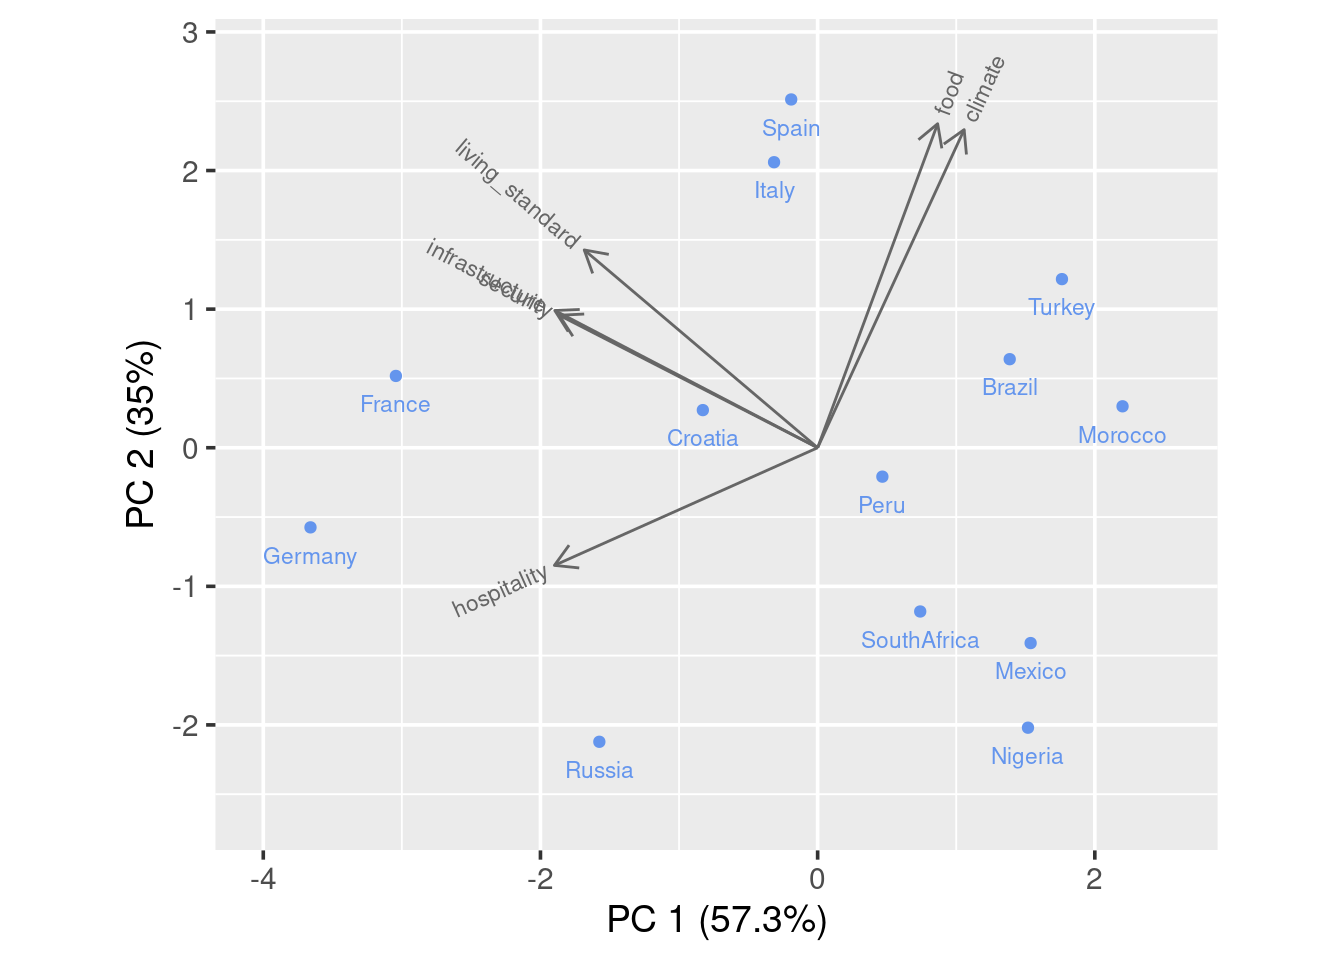 3
food
climate
Spain
living_standard
2
Italy
infrastructure
security
Turkey
1
Brazil
France
Morocco
Croatia
0
Peru
Germany
hospitality
-1
SouthAfrica
Mexico
-2
Nigeria
Russia
PC 2 (35%)
-4
-2
0
2
PC 1 (57.3%)